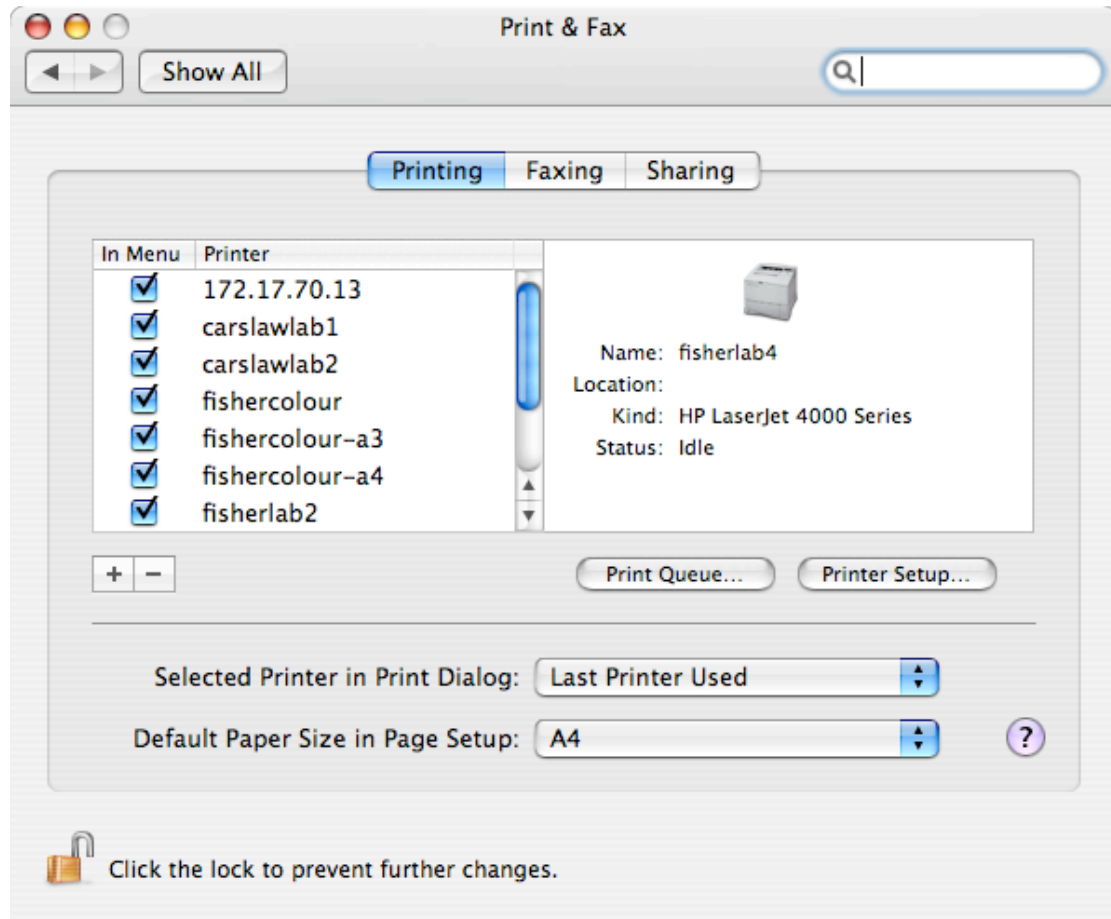 Print & Fax
Show All
Printing Faxing Sharing
In Menu Printer
172.17.70.13
carslawlab1
carslawlab2
fishercolour
fishercolour-a3
fishercolour-a4
fisherlab2
Name: fisherlab4
Location:
Kind: HP LaserJet 4000 Series
Status: Idle
+ −
Print Queue... Printer Setup...
Selected Printer in Print Dialog: Last Printer Used
Default Paper Size in Page Setup: A4 ?
Click the lock to prevent further changes.